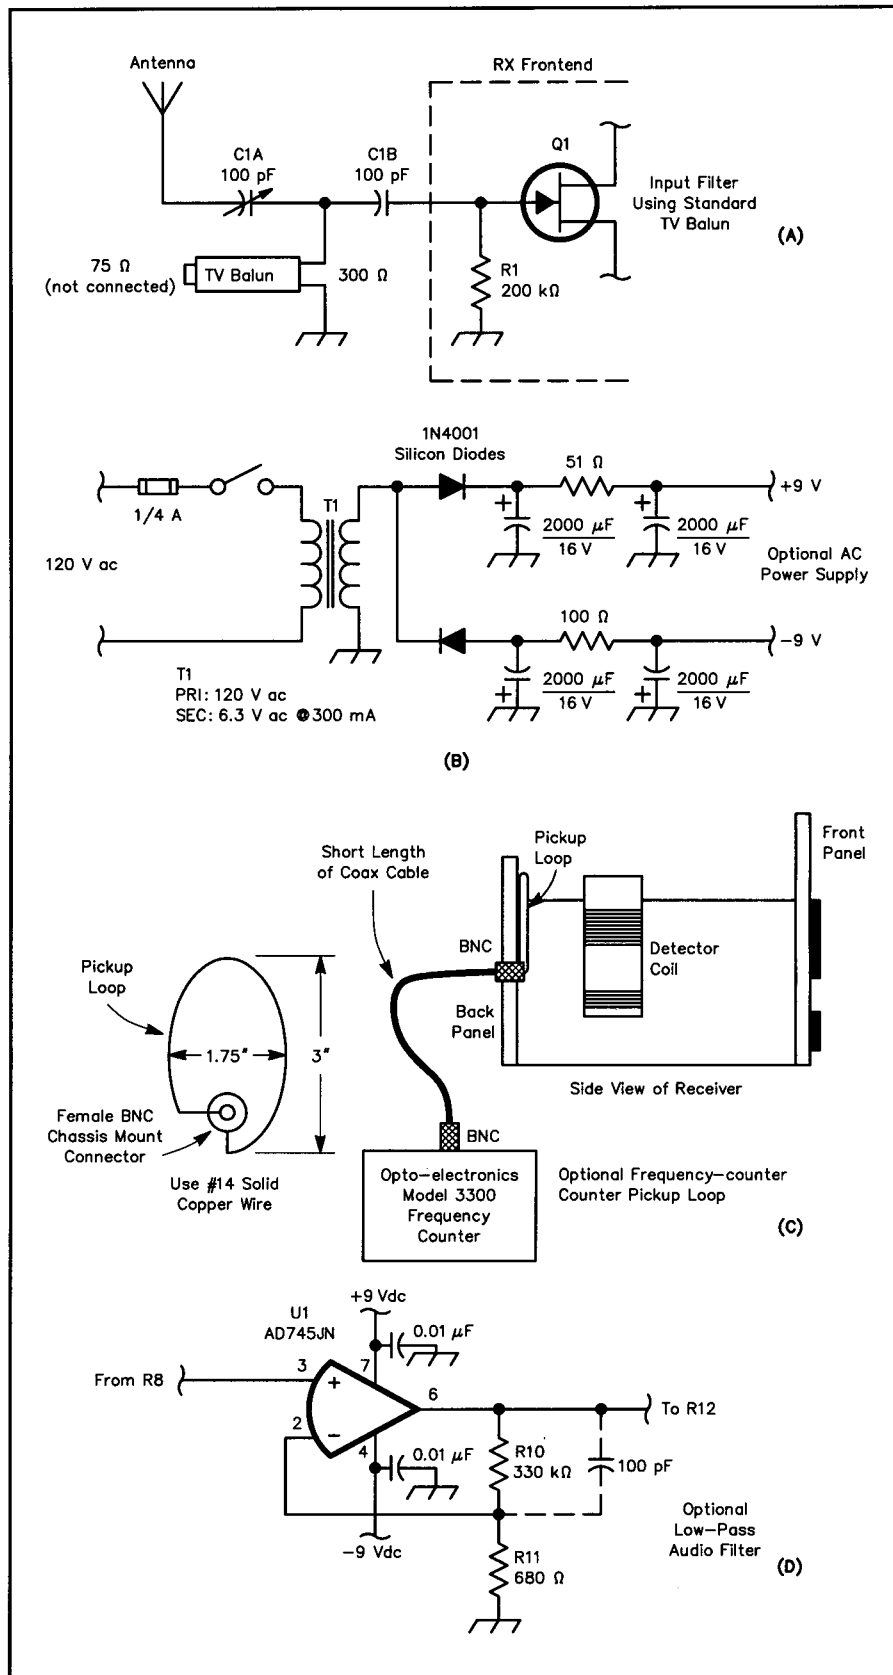 Antenna
RX Frontend
C1A
100 pF
C1B
100 pF
Q1
Input Filter
Using Standard
TV Balun
(A)
75 Ω
(not connected)
TV Balun
300 Ω
R1
200 kΩ
1N4001
Silicon Diodes
51 Ω
+9 V
1/4 A
T1
+
2000 µF
16 V
+
2000 µF
16 V
120 V ac
Optional AC
Power Supply
100 Ω
-9 V
T1
PRI: 120 V ac
SEC: 6.3 V ac @ 300 mA
+
2000 µF
16 V
+
2000 µF
16 V
(B)
Short Length
of Coax Cable
Pickup
Loop
Front
Panel
BNC
Detector
Coil
Pickup
Loop
Back
Panel
1.75"
3"
Side View of Receiver
Female BNC
Chassis Mount
Connector
BNC
Use #14 Solid
Copper Wire
Opto-electronics
Model 3300
Frequency
Counter
Optional Frequency-counter
Counter Pickup Loop
(C)
+9 Vdc
U1
AD745JN
0.01 µF
From R8
3
+
7
6
To R12
2
−
4
0.01 µF
R10
330 kΩ
100 pF
-9 Vdc
R11
680 Ω
Optional
Low-Pass
Audio Filter
(D)